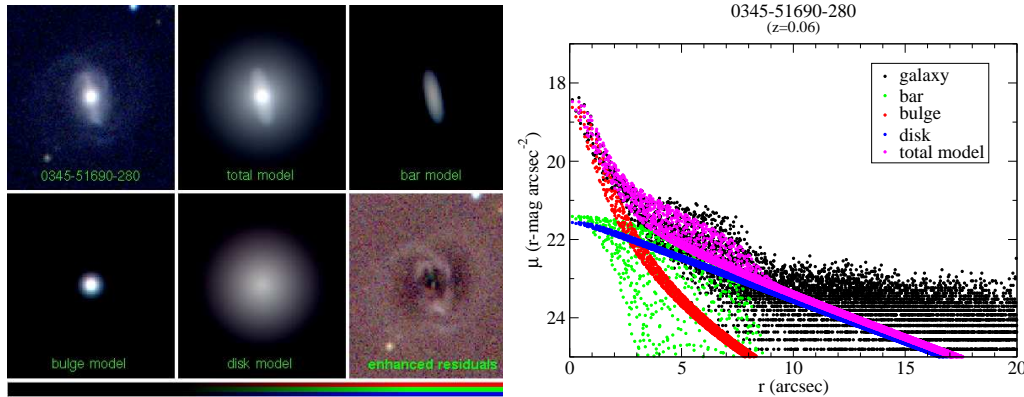 0345-51690-280
total model
bar model
bulge model
disk model
enhanced residuals
0345-51690-280
(z=0.06)
18
20
22
24
μ (r-mag arcsec⁻²)
galaxy
bar
bulge
disk
total model
0 5 10 15 20
r (arcsec)